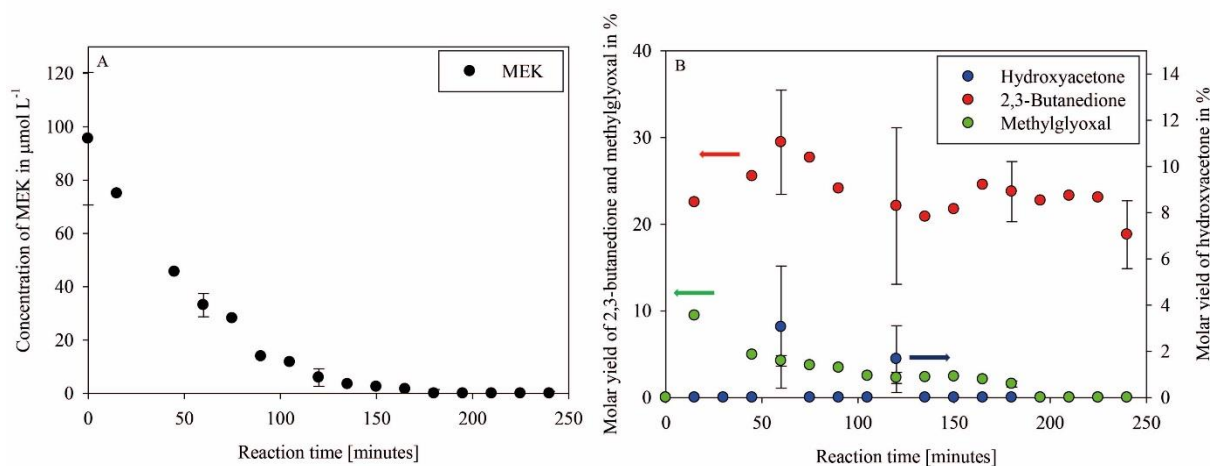 A
MEK
120
100
80
60
40
20
0
0
50
100
150
200
250
Concentration of MEK in µmol L⁻¹
Reaction time [minutes]
B
Hydroxyacetone
2,3-Butanedione
Methylglyoxal
40
30
20
10
0
14
12
10
8
6
4
2
0
0
50
100
150
200
250
Molar yield of 2,3-butanedione and methylglyoxal in %
Molar yield of hydroxyacetone in %
Reaction time [minutes]